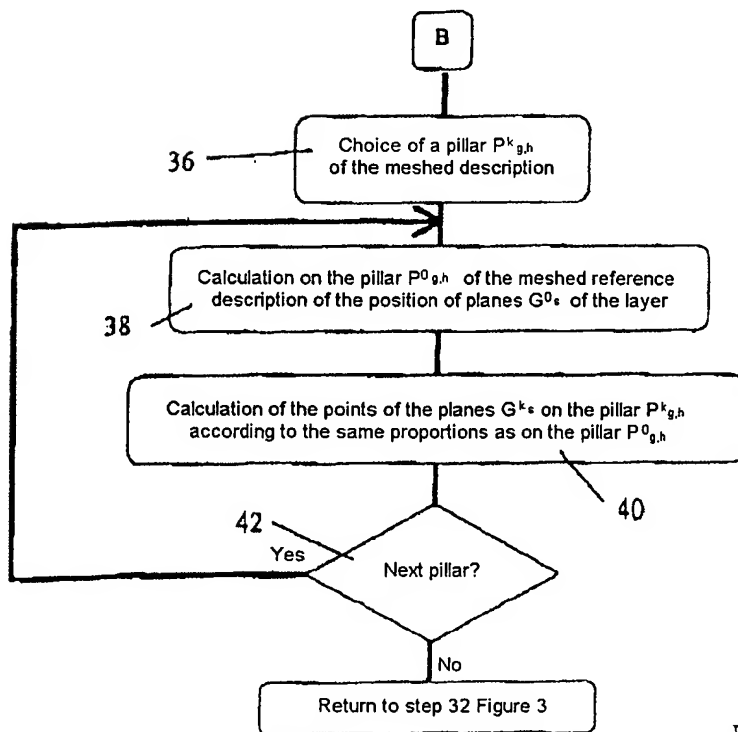 B
36
Choice of a pillar Pᵏg,h
of the meshed description
Calculation on the pillar P⁰g,h of the meshed reference
description of the position of planes G⁰s of the layer
38
Calculation of the points of the planes Gᵏs on the pillar Pᵏg,h
according to the same proportions as on the pillar P⁰g,h
40
42
Yes
Next pillar?
No
Return to step 32 Figure 3